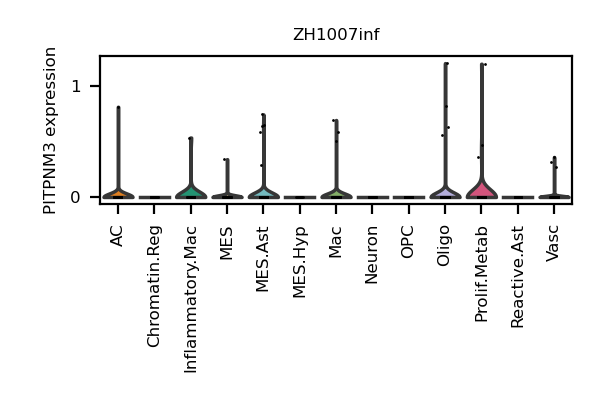 ZH1007inf
PITPNM3 expression
1
0
AC
Chromatin.Reg
Inflammatory.Mac
MES
MES.Ast
MES.Hyp
Mac
Neuron
OPC
Oligo
Prolif.Metab
Reactive.Ast
Vasc